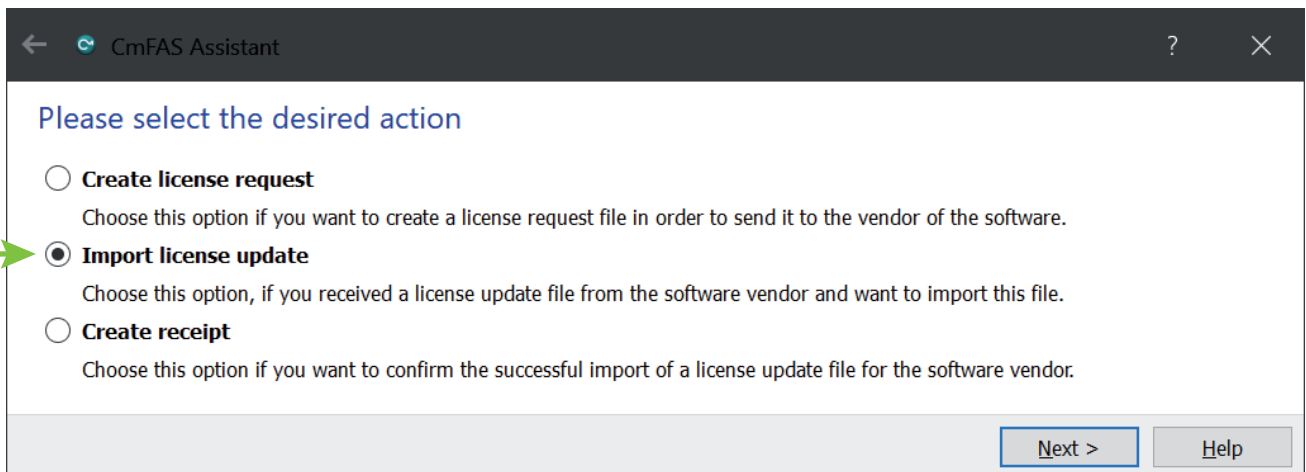 CmFAS Assistant ?
Please select the desired action
Create license request
Choose this option if you want to create a license request file in order to send it to the vendor of the software.
Import license update
Choose this option, if you received a license update file from the software vendor and want to import this file.
Create receipt
Choose this option if you want to confirm the successful import of a license update file for the software vendor.
Next > Help